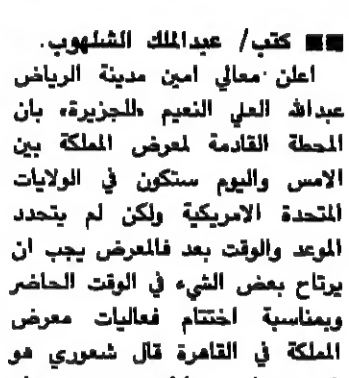 ■■ كتب/ عبدالملك الشلهوب.
اعلن معالي امين مدينة الرياض
عبدالله العلي النعيم «للجزيرة» بان
المحطة القادمة لمعرض المملكة بين
الامس واليوم ستكون في الولايات
المتحدة الامريكية ولكن لم يتحدد
الموعد والوقت بعد فالمعرض يجب ان
يرتاح بعض الشيء في الوقت الحاضر
وبمناسبة اختتام فعاليات معرض
المملكة في القاهرة قال شعوري هو